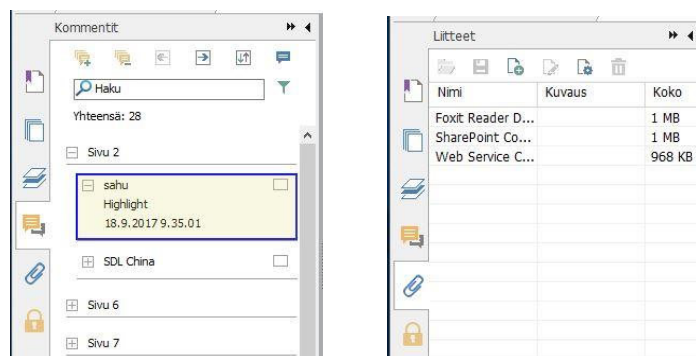 Kommentit
Haku
Yhteensä: 28
Sivu 2
sahu
Highlight
18.9.2017 9.35.01
SDL China
Sivu 6
Sivu 7
Liitteet
Nimi Kuvaus Koko
Foxit Reader D... 1 MB
SharePoint Co... 1 MB
Web Service C... 968 KB